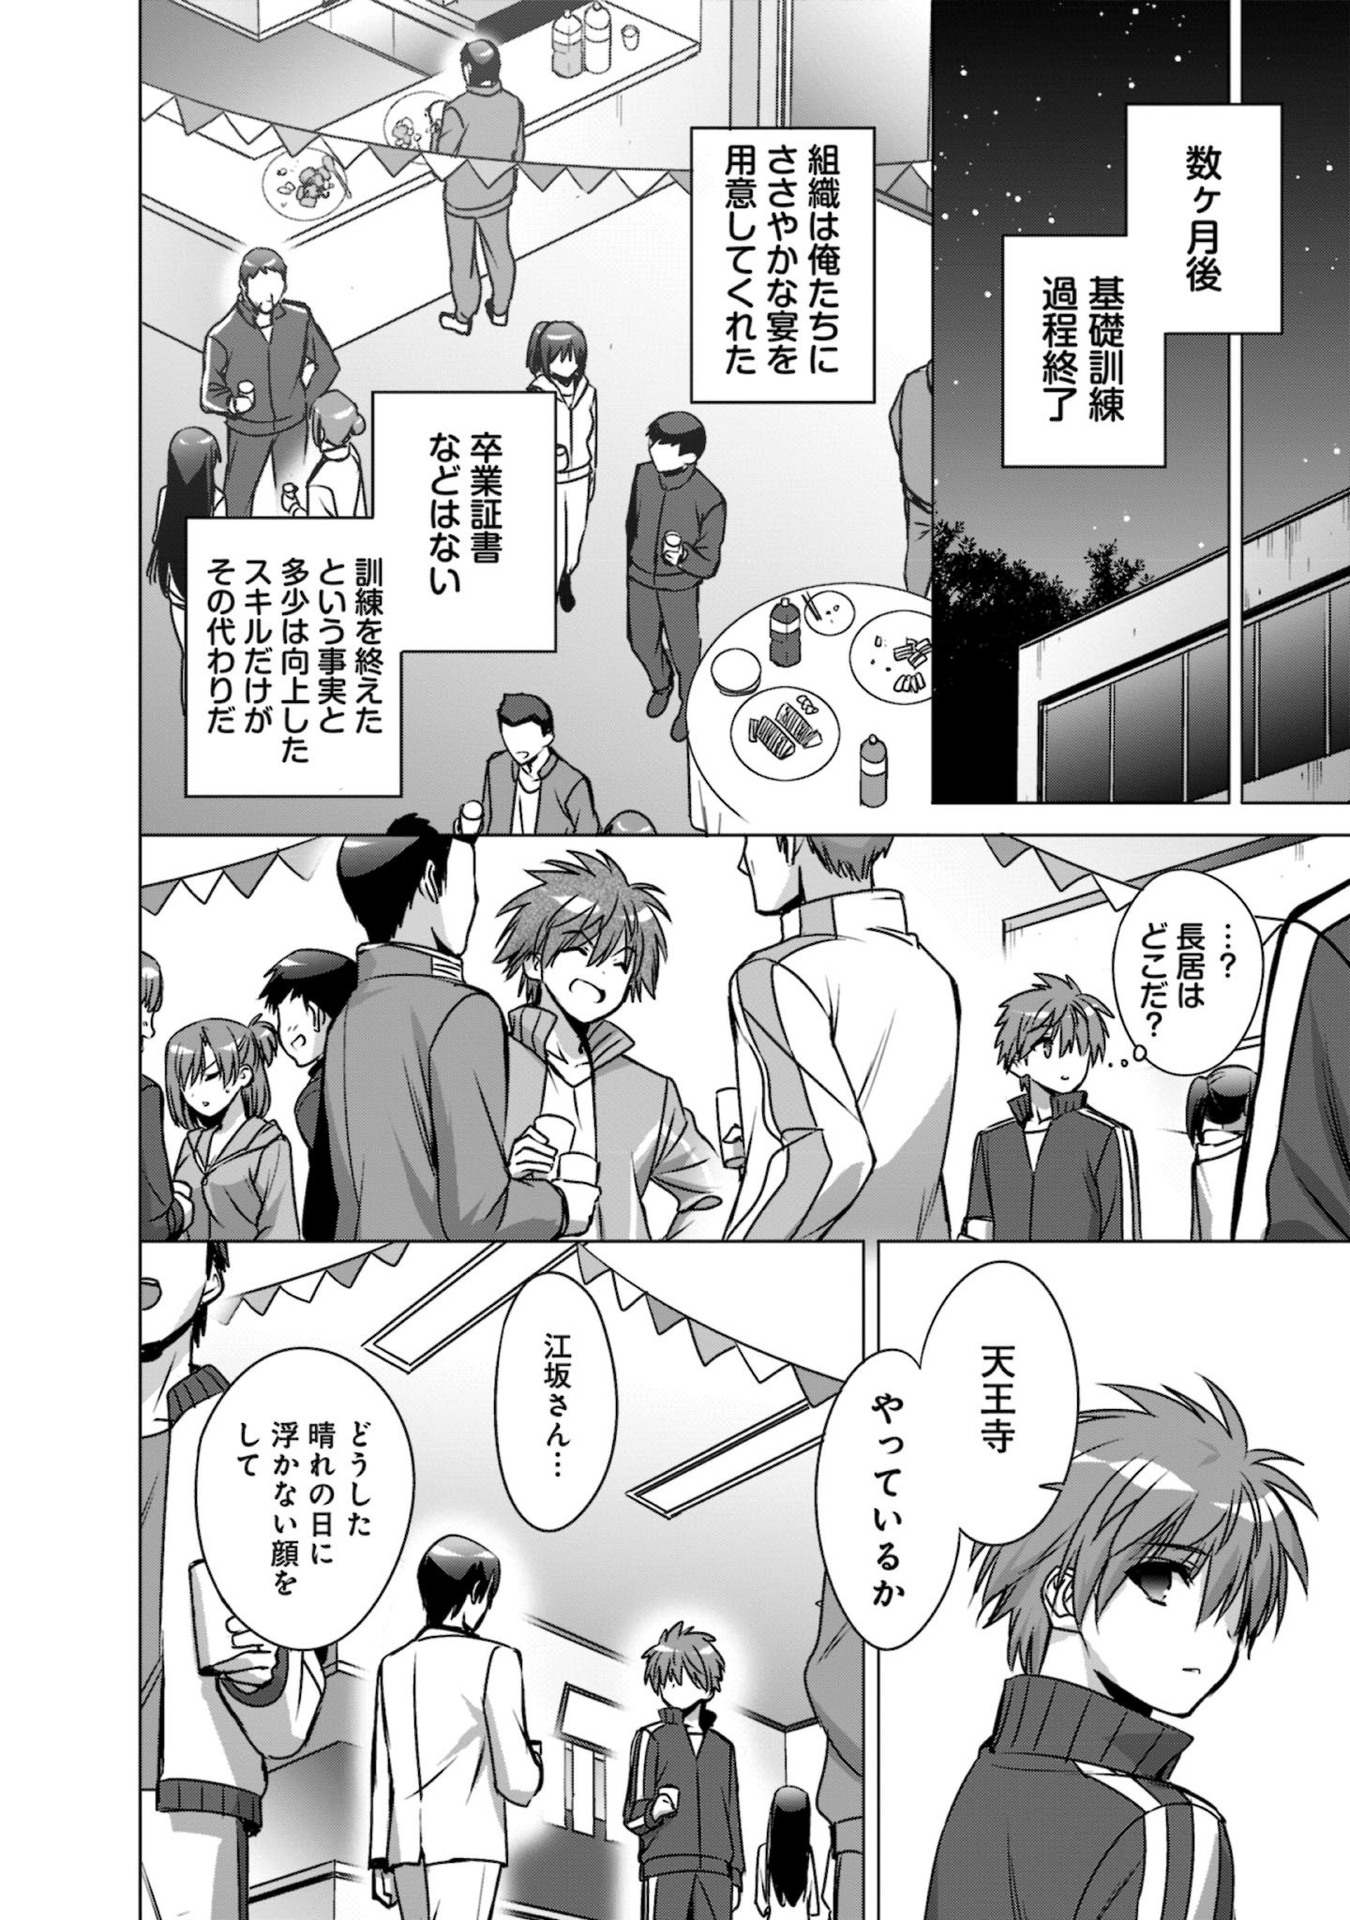 数ヶ月後
基礎訓練
過程終了
組織は俺たちに
ささやかな宴を
用意してくれた
卒業証書
などはない
訓練を終えた
という事実と
多少は向上した
スキルだけが
その代わりだ
…?
長居は
どこだ?
天王寺
やっているか
江坂さん…
どうした
晴れの日に
浮かない顔を
して